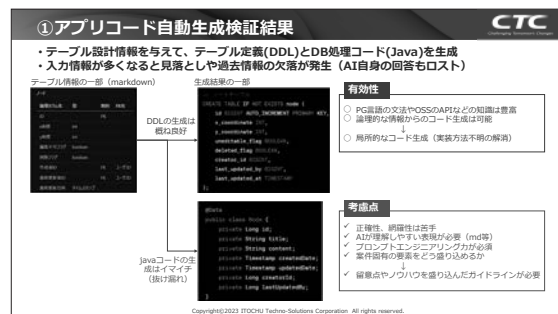 ①アプリコード自動生成検証結果
CTC
Challenging Tomorrow's Changes
・テーブル設計情報を与えて、テーブル定義(DDL)とDB処理コード(Java)を生成
・入力情報が多くなると見落としや過去情報の欠落が発生（AI自身の回答もロスト）
テーブル情報の一部（markdown）
生成結果の一部
CREATE TABLE IF NOT EXISTS node (
id BIGINT AUTO_INCREMENT PRIMARY KEY,
x_coordinate INT,
y_coordinate INT,
uneditable_flag BOOLEAN,
deleted_flag BOOLEAN,
creator_id BIGINT,
last_updated_by BIGINT,
last_updated_at TIMESTAMP
);
DDLの生成は
概ね良好
@Data
public class Node {
private Long id;
private String title;
private String content;
private Timestamp createdDate;
private Timestamp updatedDate;
private Long creatorId;
private Long lastUpdatedBy;
}
javaコードの生
成はイマイチ
（抜け漏れ）
有効性
○ PG言語の文法やOSSのAPIなどの知識は豊富
○ 論理的な情報からのコード生成は可能
↓
○ 局所的なコード生成（実装方法不明の解消）
考慮点
✓ 正確性、網羅性は苦手
✓ AIが理解しやすい表現が必要（md等）
✓ プロンプトエンジニアリング力が必須
✓ 案件固有の要素をどう盛り込めるか
↓
✓ 留意点やノウハウを盛り込んだガイドラインが必要
Copyright©2023 ITOCHU Techno-Solutions Corporation All rights reserved.